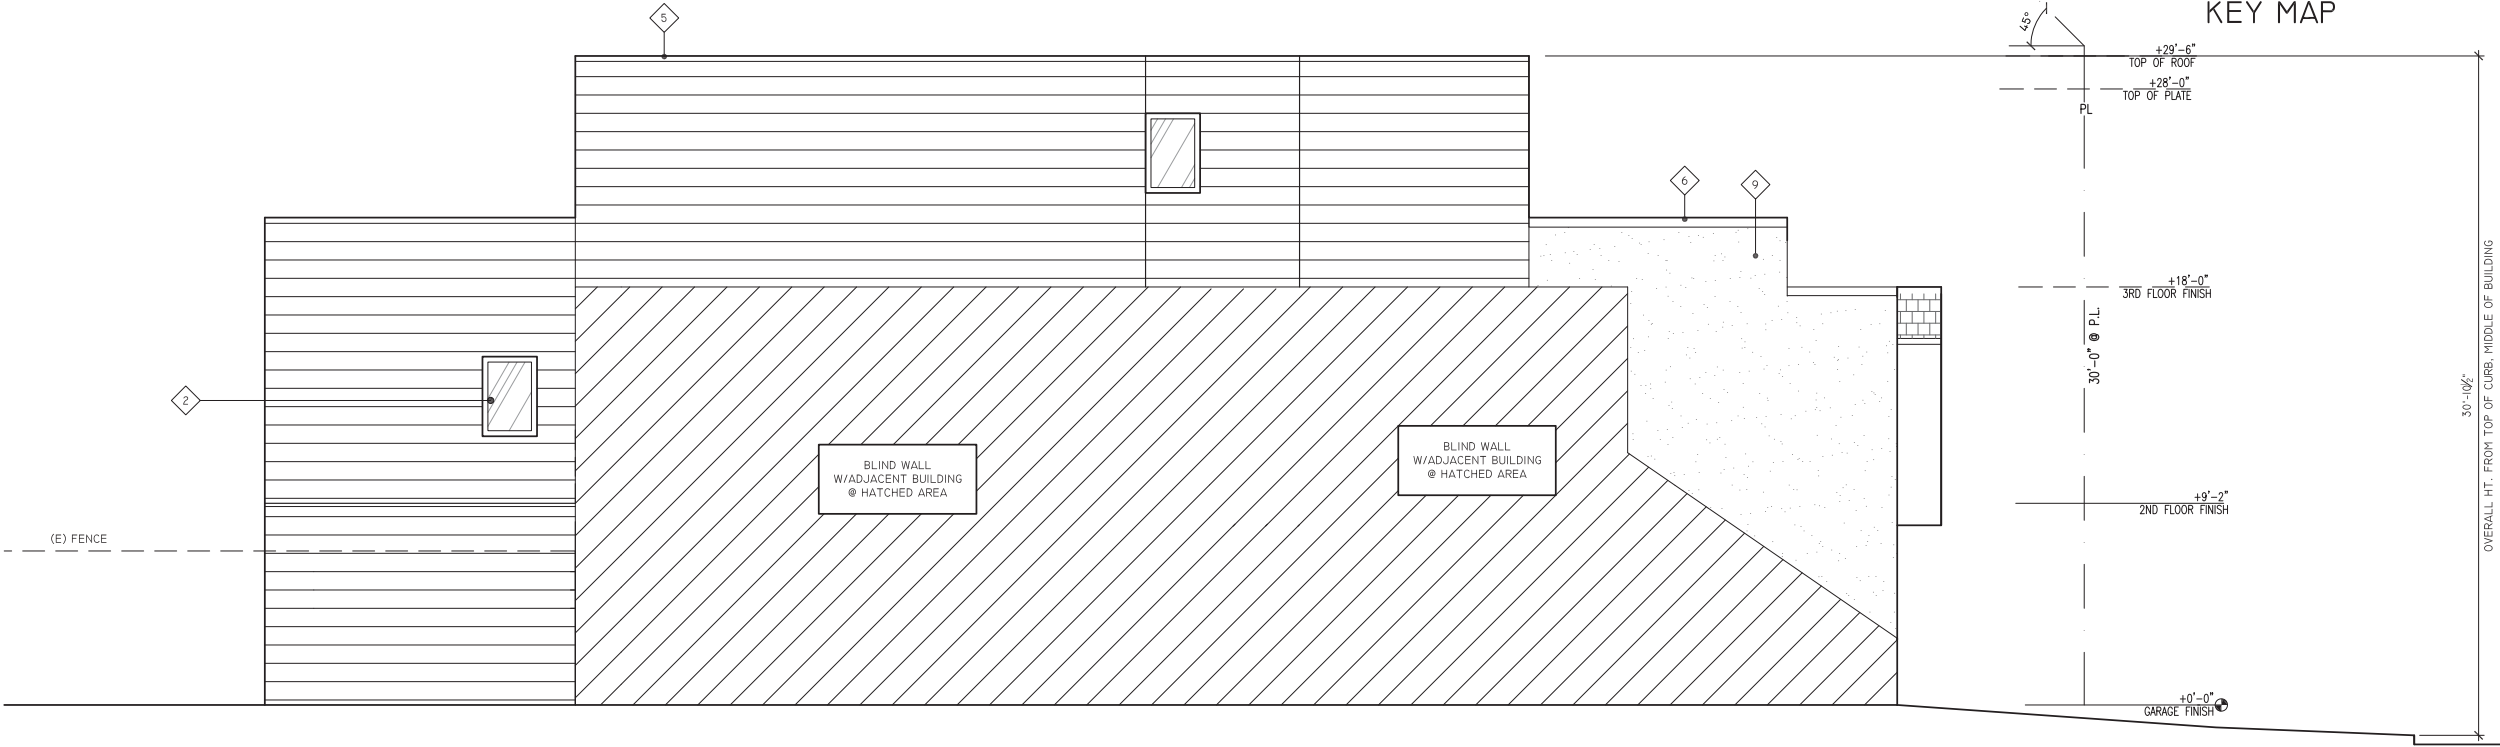 KEY MAP
5
45°
+29'-6"
TOP OF ROOF
+28'-0"
TOP OF PLATE
PL
6
9
+18'-0"
3RD FLOOR FINISH
30'-0" @ P.L.
2
30'-10½"
OVERALL HT. FROM TOP OF CURB, MIDDLE OF BUILDING
BLIND WALL
W/ADJACENT BUILDING
@ HATCHED AREA
BLIND WALL
W/ADJACENT BUILDING
@ HATCHED AREA
+9'-2"
2ND FLOOR FINISH
(E) FENCE
+0'-0"
GARAGE FINISH